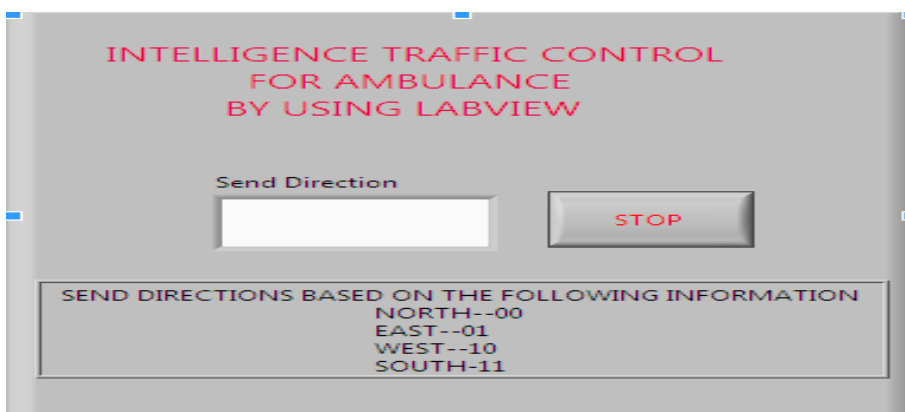 INTELLIGENCE TRAFFIC CONTROL
FOR AMBULANCE
BY USING LABVIEW
Send Direction
STOP
SEND DIRECTIONS BASED ON THE FOLLOWING INFORMATION
NORTH--00
EAST--01
WEST--10
SOUTH-11